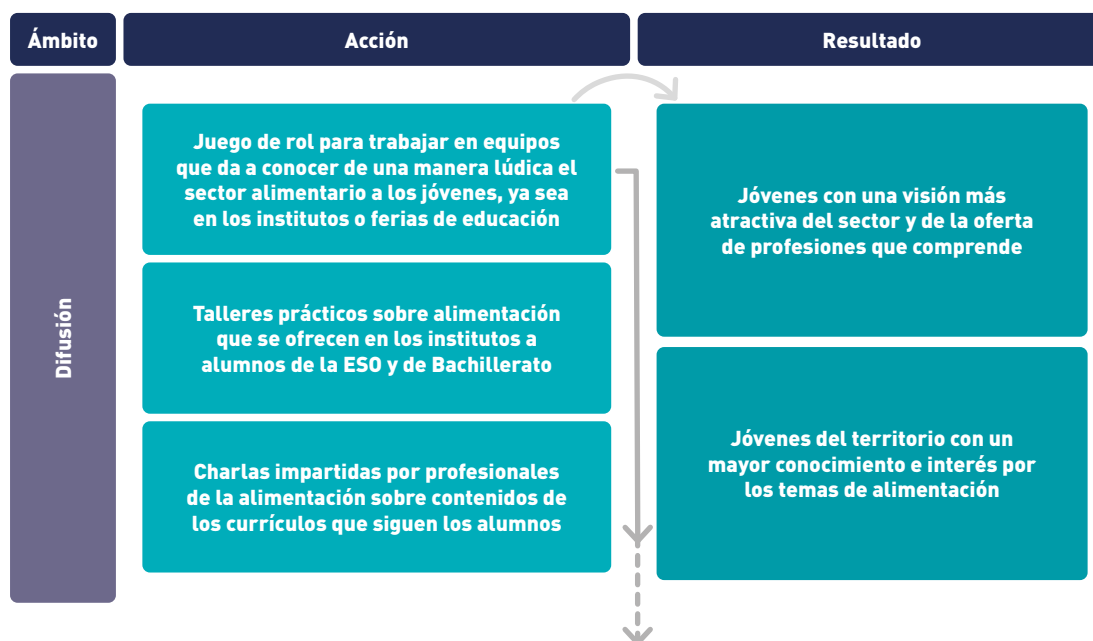 Ámbito
Acción
Resultado
Difusión
Juego de rol para trabajar en equipos
que da a conocer de una manera lúdica el
sector alimentario a los jóvenes, ya sea
en los institutos o ferias de educación
Talleres prácticos sobre alimentación
que se ofrecen en los institutos a
alumnos de la ESO y de Bachillerato
Charlas impartidas por profesionales
de la alimentación sobre contenidos de
los currículos que siguen los alumnos
Jóvenes con una visión más
atractiva del sector y de la oferta
de profesiones que comprende
Jóvenes del territorio con un
mayor conocimiento e interés por
los temas de alimentación